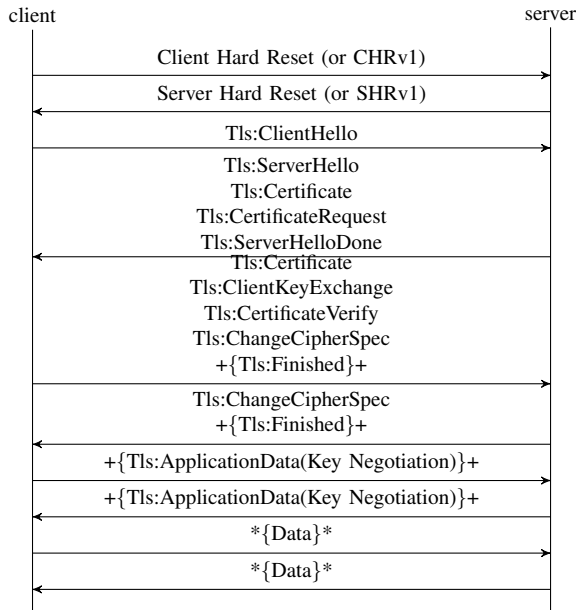 client
server
Client Hard Reset (or CHRv1)
Server Hard Reset (or SHRv1)
Tls:ClientHello
Tls:ServerHello
Tls:Certificate
Tls:CertificateRequest
Tls:ServerHelloDone
Tls:Certificate
Tls:ClientKeyExchange
Tls:CertificateVerify
Tls:ChangeCipherSpec
+{Tls:Finished}+
Tls:ChangeCipherSpec
+{Tls:Finished}+
+{Tls:ApplicationData(Key Negotiation)}+
+{Tls:ApplicationData(Key Negotiation)}+
*{Data}*
*{Data}*